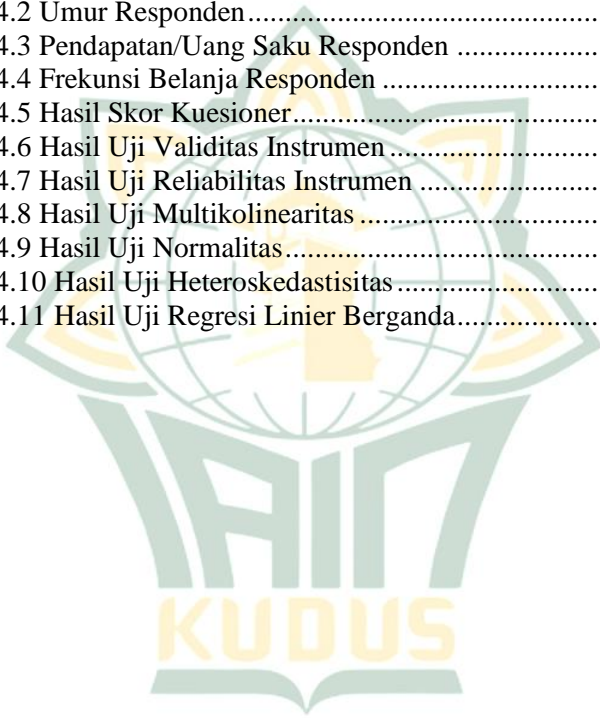 4.2 Umur Responden......................................
4.3 Pendapatan/Uang Saku Responden ................
4.4 Frekunsi Belanja Responden ........................
4.5 Hasil Skor Kuesioner..................................
4.6 Hasil Uji Validitas Instrumen ........................
4.7 Hasil Uji Reliabilitas Instrumen ....................
4.8 Hasil Uji Multikolinearitas ...........................
4.9 Hasil Uji Normalitas...................................
4.10 Hasil Uji Heteroskedastisitas ......................
4.11 Hasil Uji Regresi Linier Berganda................
IAIN
KUDUS